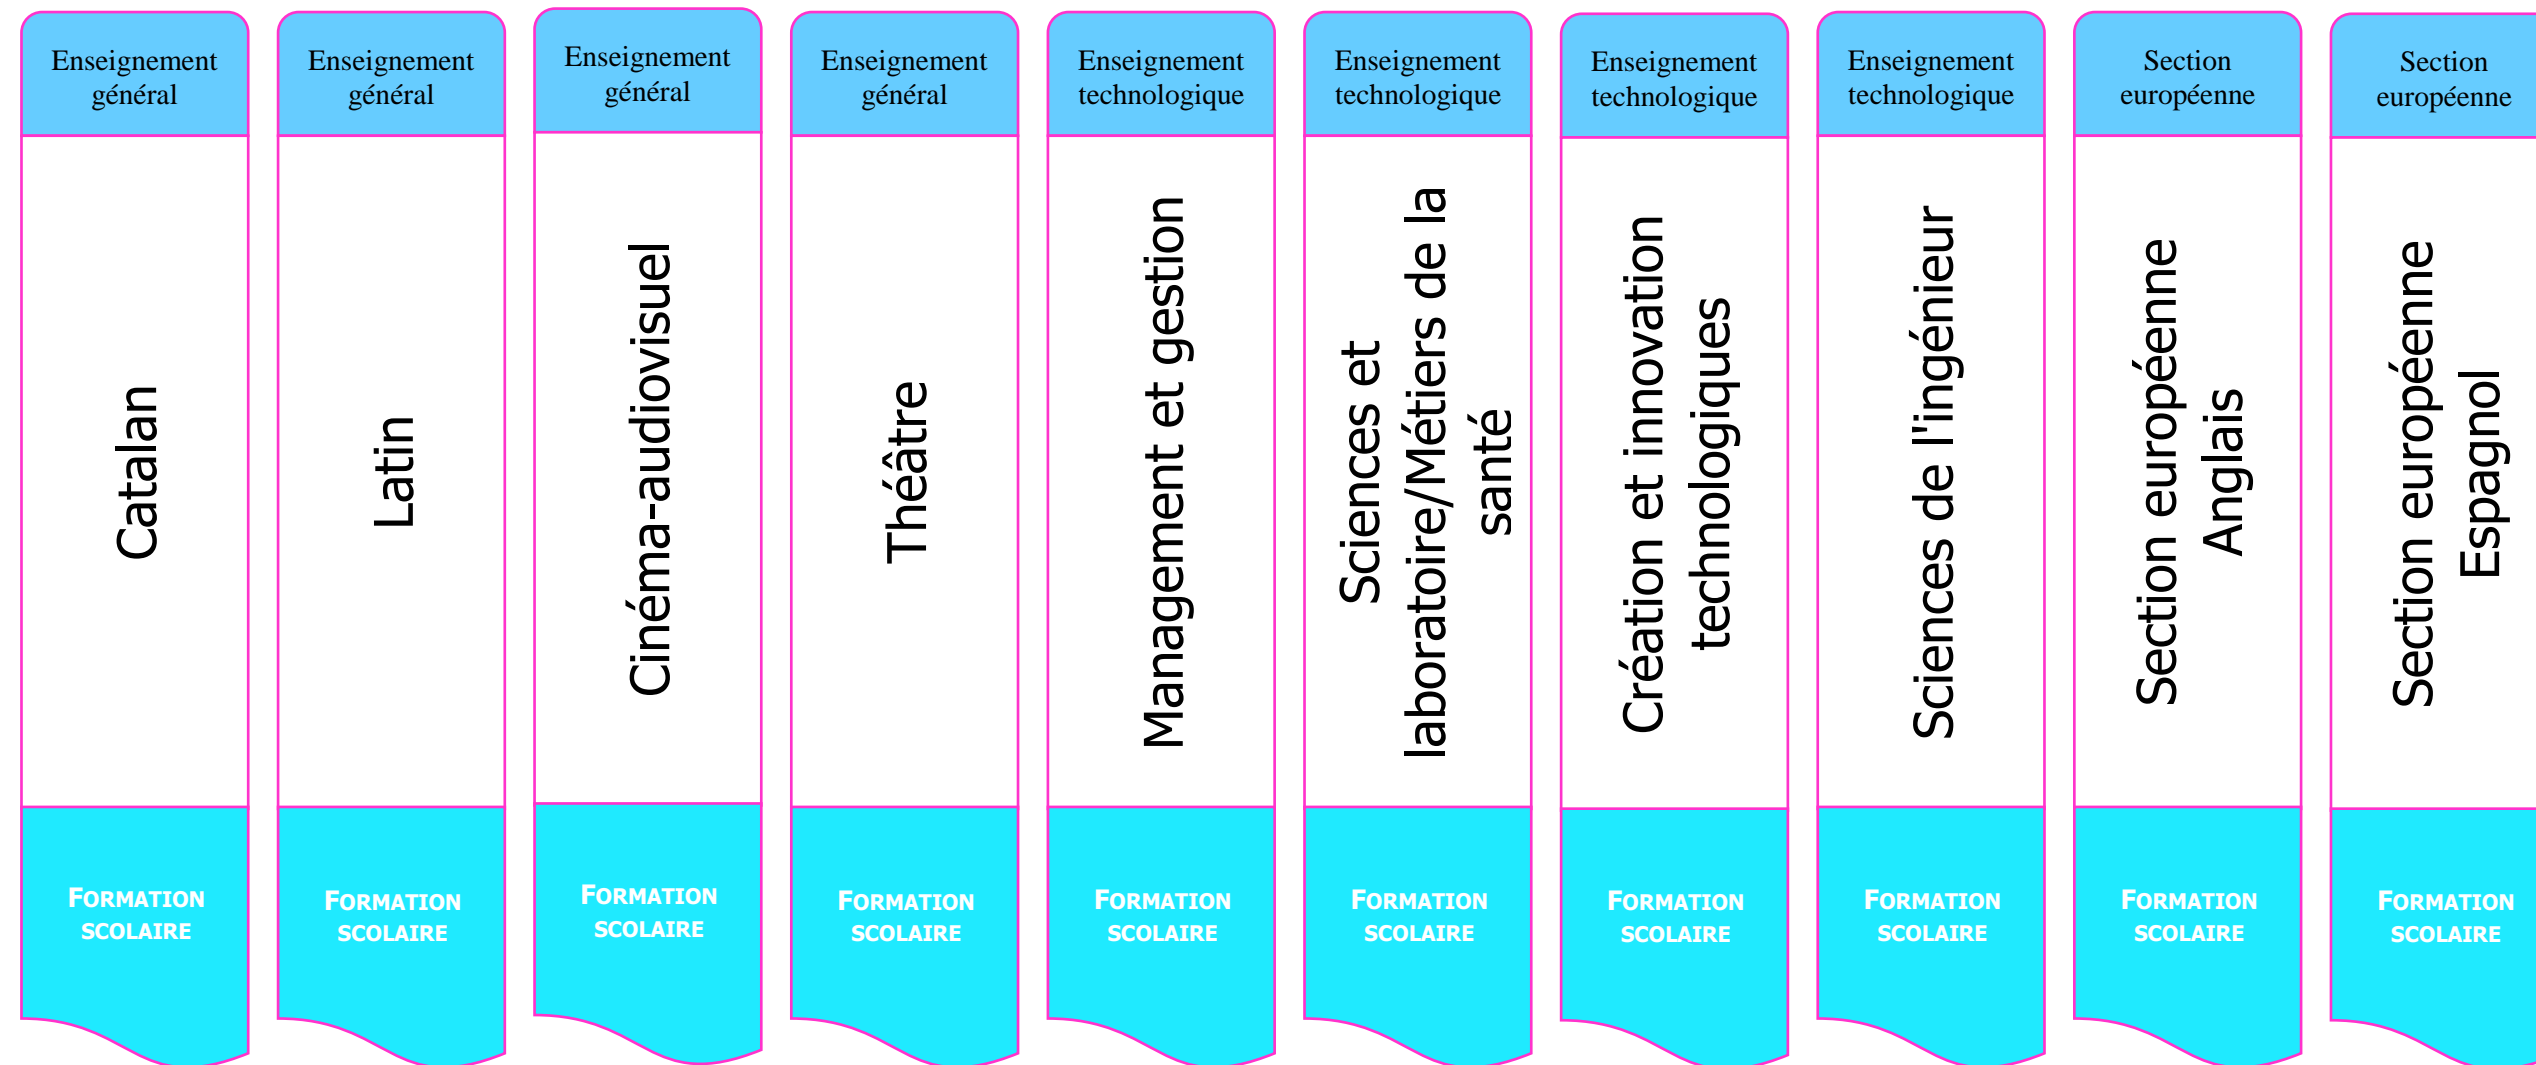 Enseignement
général
Catalan
FORMATION
SCOLAIRE
Enseignement
général
Latin
FORMATION
SCOLAIRE
Enseignement
général
Cinéma-audiovisuel
FORMATION
SCOLAIRE
Enseignement
général
Théâtre
FORMATION
SCOLAIRE
Enseignement
technologique
Management et gestion
FORMATION
SCOLAIRE
Enseignement
technologique
Sciences et
laboratoire/Métiers de la
santé
FORMATION
SCOLAIRE
Enseignement
technologique
Création et innovation
technologiques
FORMATION
SCOLAIRE
Enseignement
technologique
Sciences de l'ingénieur
FORMATION
SCOLAIRE
Section
européenne
Section européenne
Anglais
FORMATION
SCOLAIRE
Section
européenne
Section européenne
Espagnol
FORMATION
SCOLAIRE